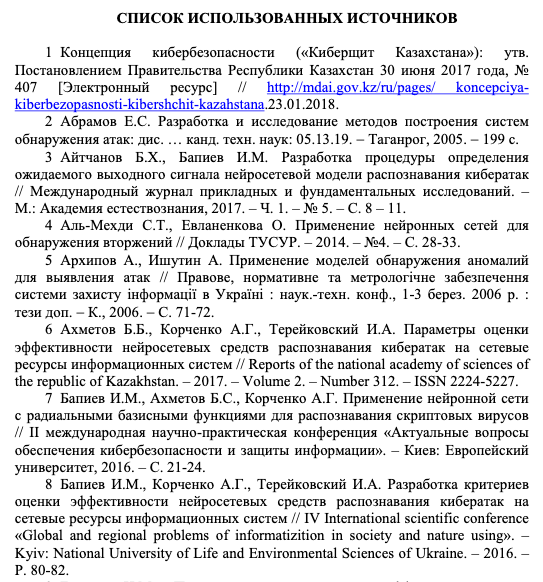 СПИСОК ИСПОЛЬЗОВАННЫХ ИСТОЧНИКОВ
1 Концепция кибербезопасности («Киберщит Казахстана»): утв.
Постановлением Правительства Республики Казахстан 30 июня 2017 года, №
407 [Электронный ресурс] // http://mdai.gov.kz/ru/pages/ koncepciya-
kiberbezopasnosti-kibershchit-kazahstana.23.01.2018.
2 Абрамов Е.С. Разработка и исследование методов построения систем
обнаружения атак: дис. … канд. техн. наук: 05.13.19. – Таганрог, 2005. – 199 с.
3 Айтчанов Б.Х., Бапиев И.М. Разработка процедуры определения
ожидаемого выходного сигнала нейросетевой модели распознавания кибератак
// Международный журнал прикладных и фундаментальных исследований. –
М.: Академия естествознания, 2017. – Ч. 1. – № 5. – С. 8 – 11.
4 Аль-Мехди С.Т., Евланенкова О. Применение нейронных сетей для
обнаружения вторжений // Доклады ТУСУР. – 2014. – №4. – С. 28-33.
5 Архипов А., Ишутин А. Применение моделей обнаружения аномалий
для выявления атак // Правове, нормативне та метрологічне забезпечення
системи захисту інформації в Україні : наук.-техн. конф., 1-3 берез. 2006 р. :
тези доп. – К., 2006. – С. 71-72.
6 Ахметов Б.Б., Корченко А.Г., Терейковский И.А. Параметры оценки
эффективности нейросетевых средств распознавания кибератак на сетевые
ресурсы информационных систем // Reports of the national academy of sciences of
the republic of Kazakhstan. – 2017. – Volume 2. – Number 312. – ISSN 2224-5227.
7 Бапиев И.М., Ахметов Б.С., Корченко А.Г. Применение нейронной сети
с радиальными базисными функциями для распознавания скриптовых вирусов
// II международная научно-практическая конференция «Актуальные вопросы
обеспечения кибербезопасности и защиты информации». – Киев: Европейский
университет, 2016. – С. 21-24.
8 Бапиев И.М., Корченко А.Г., Терейковский И.А. Разработка критериев
оценки эффективности нейросетевых средств распознавания кибератак на
сетевые ресурсы информационных систем // IV International scientific conference
«Global and regional problems of informatizition in society and nature using». –
Kyiv: National University of Life and Environmental Sciences of Ukraine. – 2016. –
P. 80-82.